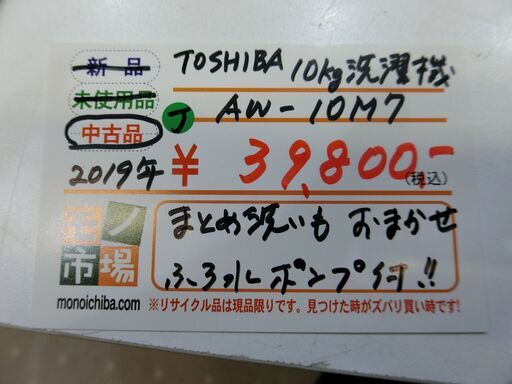 新品
TOSHIBA 10kg洗濯機
未使用品
J AW-10M7
中古品
2019年
¥39,800-
(税込)
モノ市場
まとめ洗いも おまかせ
ふろ水ポンプ付!!
monoichiba.com
※リサイクル品は現品限りです。見つけた時がズバリ買い時です!